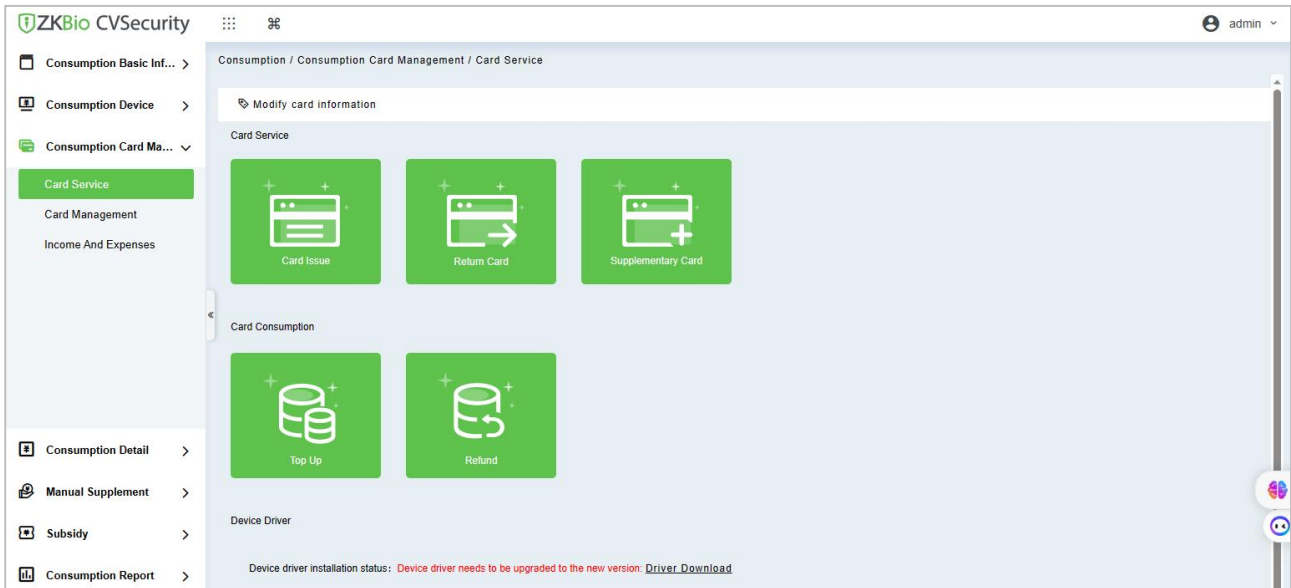 ZKBio CVSecurity
admin
Consumption Basic Inf...
Consumption Device
Consumption Card Ma...
Card Service
Card Management
Income And Expenses
Consumption Detail
Manual Supplement
Subsidy
Consumption Report
Consumption / Consumption Card Management / Card Service
Modify card information
Card Service
Card Issue
Return Card
Supplementary Card
Card Consumption
Top Up
Refund
Device Driver
Device driver installation status: Device driver needs to be upgraded to the new version: Driver Download